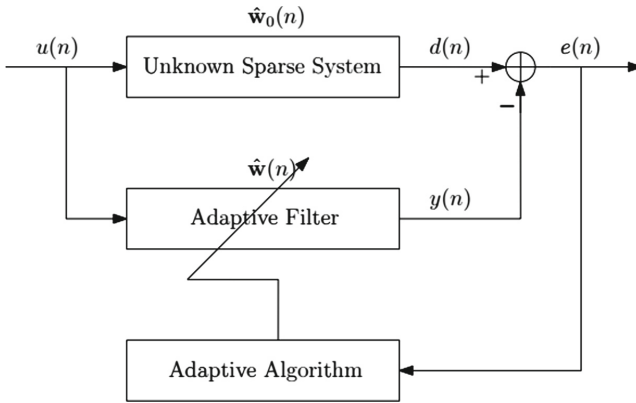 ŵ₀(n)
u(n)
Unknown Sparse System
d(n)
e(n)
+
−
ŵ(n)
Adaptive Filter
y(n)
Adaptive Algorithm